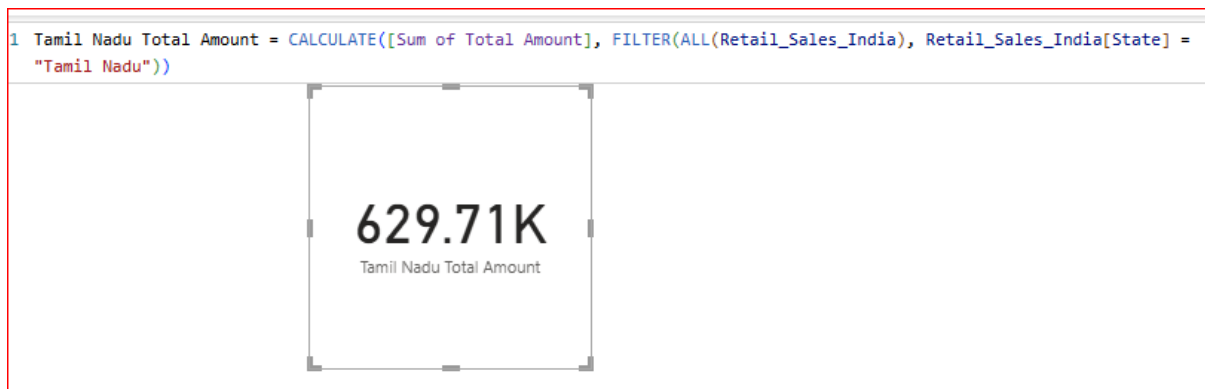 1 Tamil Nadu Total Amount = CALCULATE([Sum of Total Amount], FILTER(ALL(Retail_Sales_India), Retail_Sales_India[State] =
"Tamil Nadu"))
629.71K
Tamil Nadu Total Amount